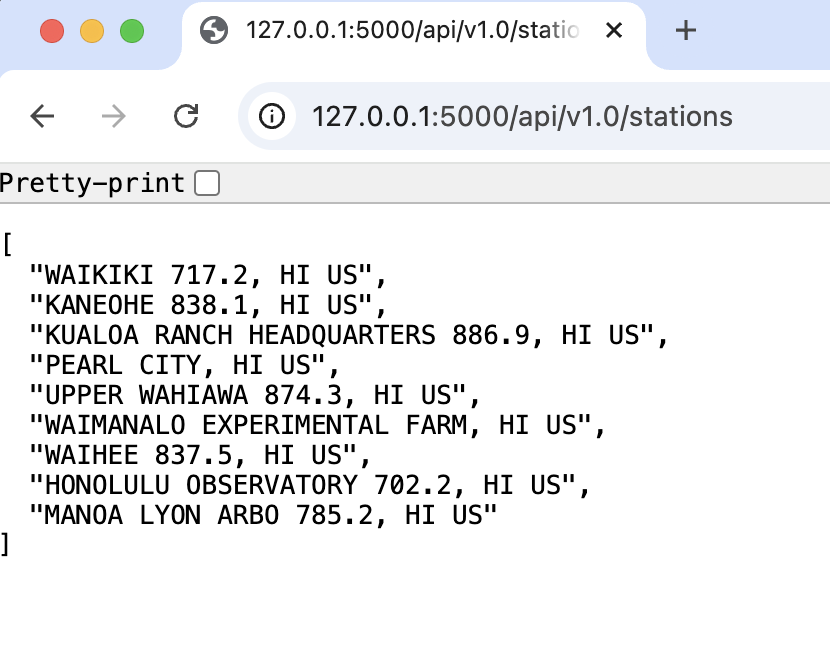 127.0.0.1:5000/api/v1.0/statio
127.0.0.1:5000/api/v1.0/stations
Pretty-print
[
"WAIKIKI 717.2, HI US",
"KANEOHE 838.1, HI US",
"KUALOA RANCH HEADQUARTERS 886.9, HI US",
"PEARL CITY, HI US",
"UPPER WAHIAWA 874.3, HI US",
"WAIMANALO EXPERIMENTAL FARM, HI US",
"WAIHEE 837.5, HI US",
"HONOLULU OBSERVATORY 702.2, HI US",
"MANOA LYON ARBO 785.2, HI US"
]